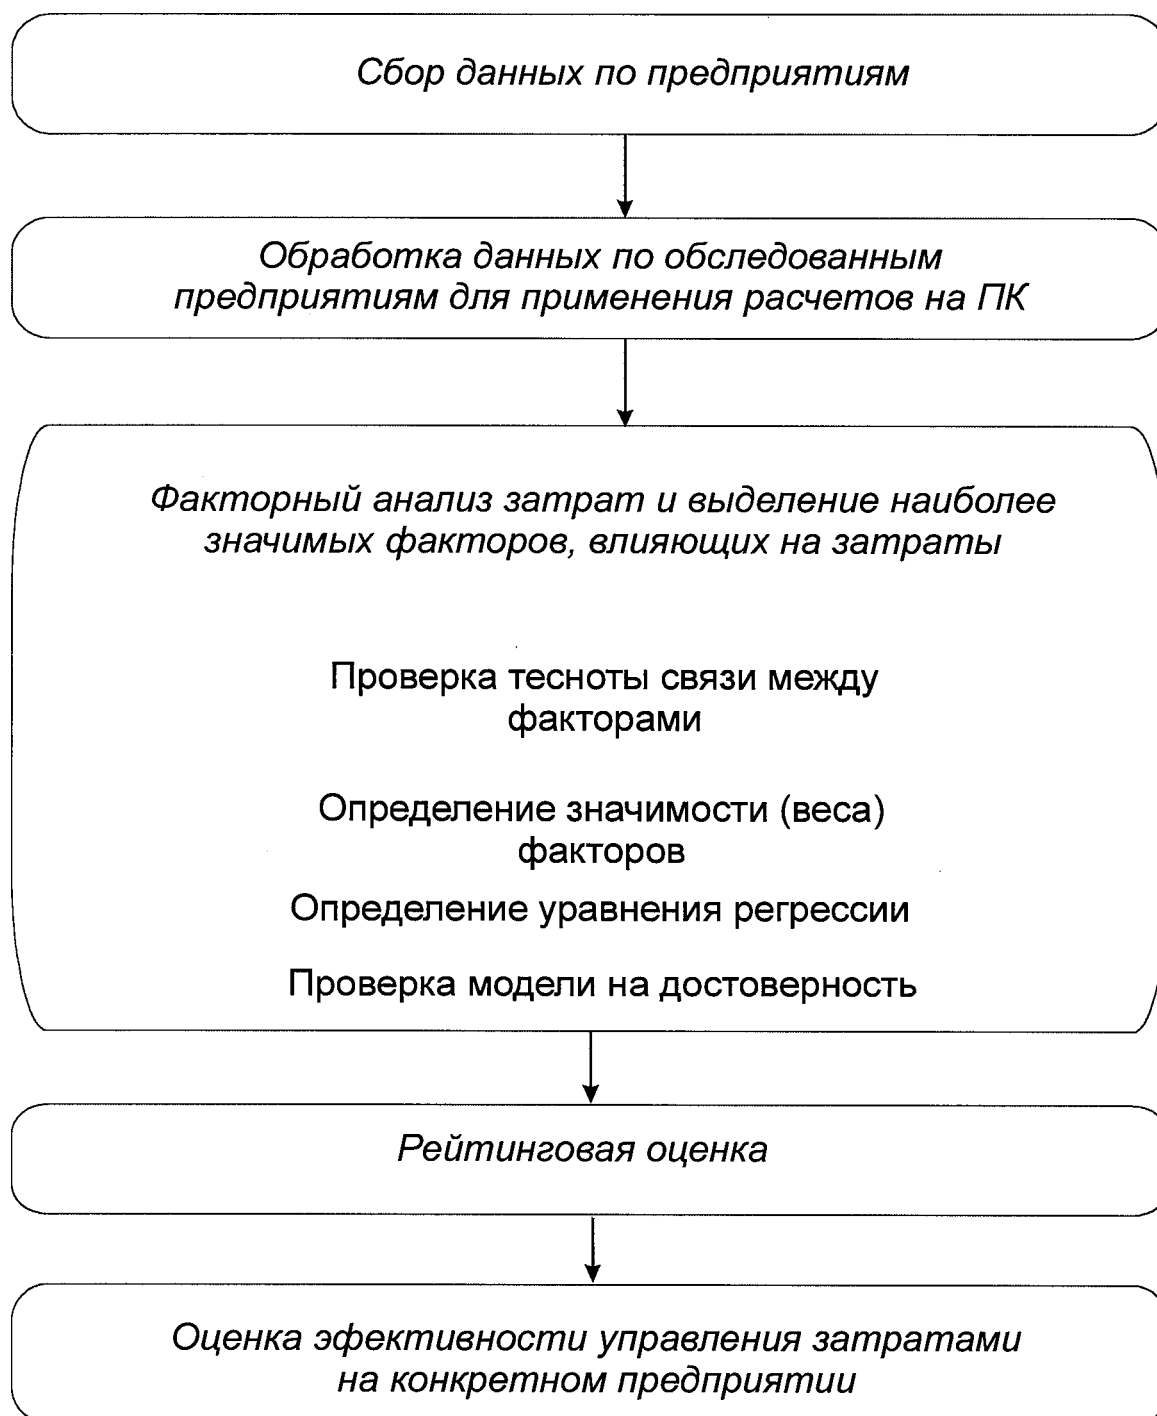 Сбор данных по предприятиям
Обработка данных по обследованным
предприятиям для применения расчетов на ПК
Факторный анализ затрат и выделение наиболее
значимых факторов, влияющих на затраты
Проверка тесноты связи между
факторами
Определение значимости (веса)
факторов
Определение уравнения регрессии
Проверка модели на достоверность
Рейтинговая оценка
Оценка эфективности управления затратами
на конкретном предприятии